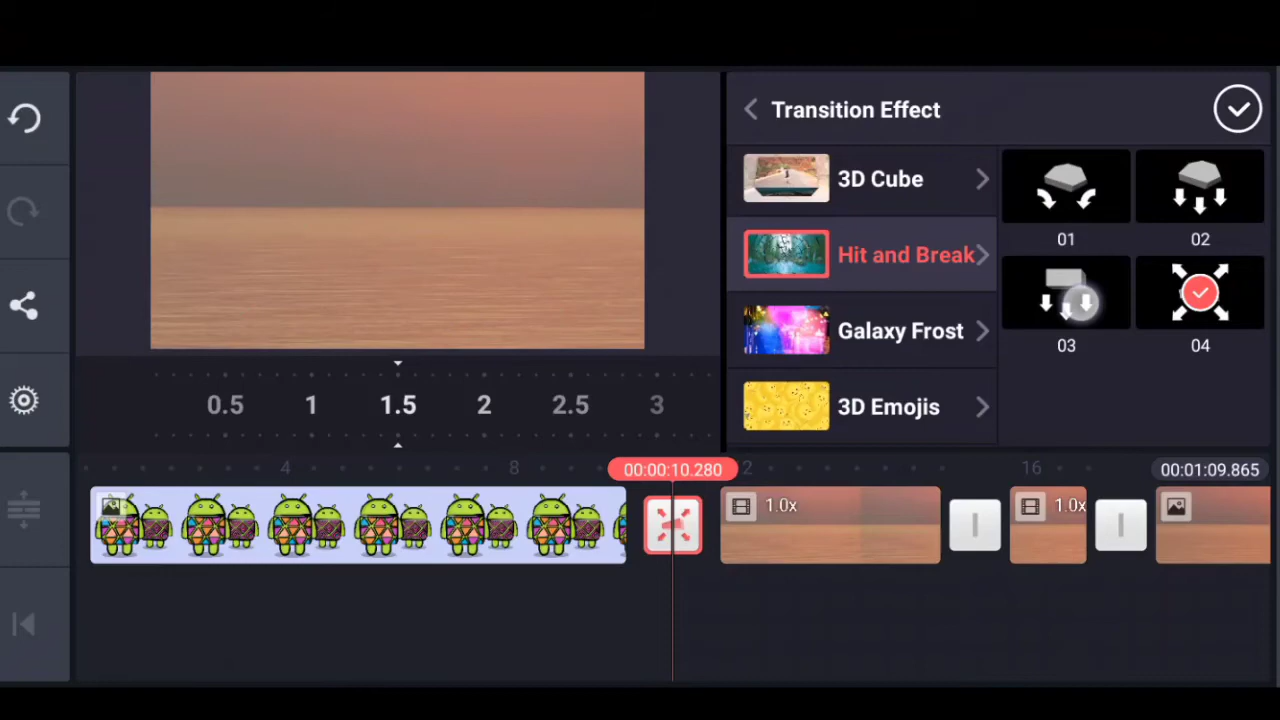 Transition Effect
3D Cube
Hit and Break
Galaxy Frost
3D Emojis
01
02
03
04
0.5 1 1.5 2 2.5 3
4 8 2 16
00:00:10.280
00:01:09.865
1.0x
1.0x